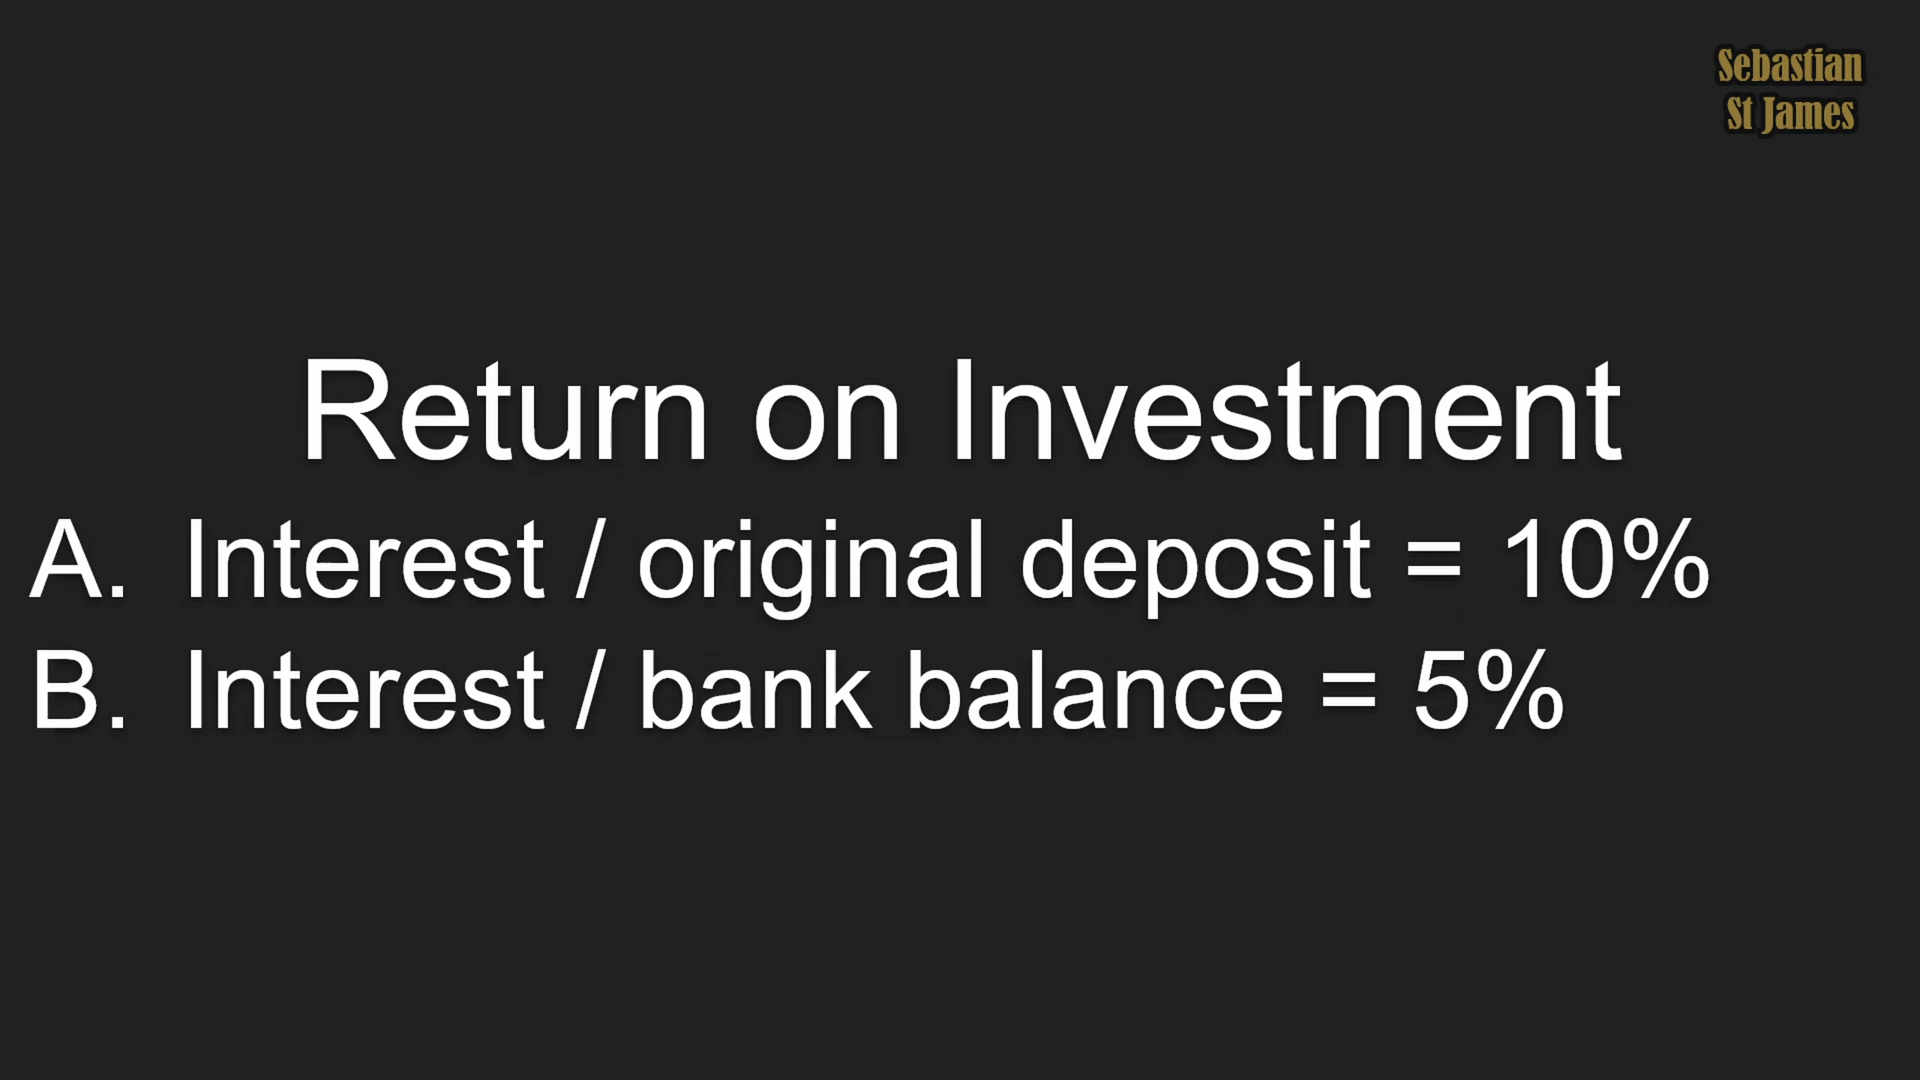 Sebastian
St James
Return on Investment
A. Interest / original deposit = 10%
B. Interest / bank balance = 5%